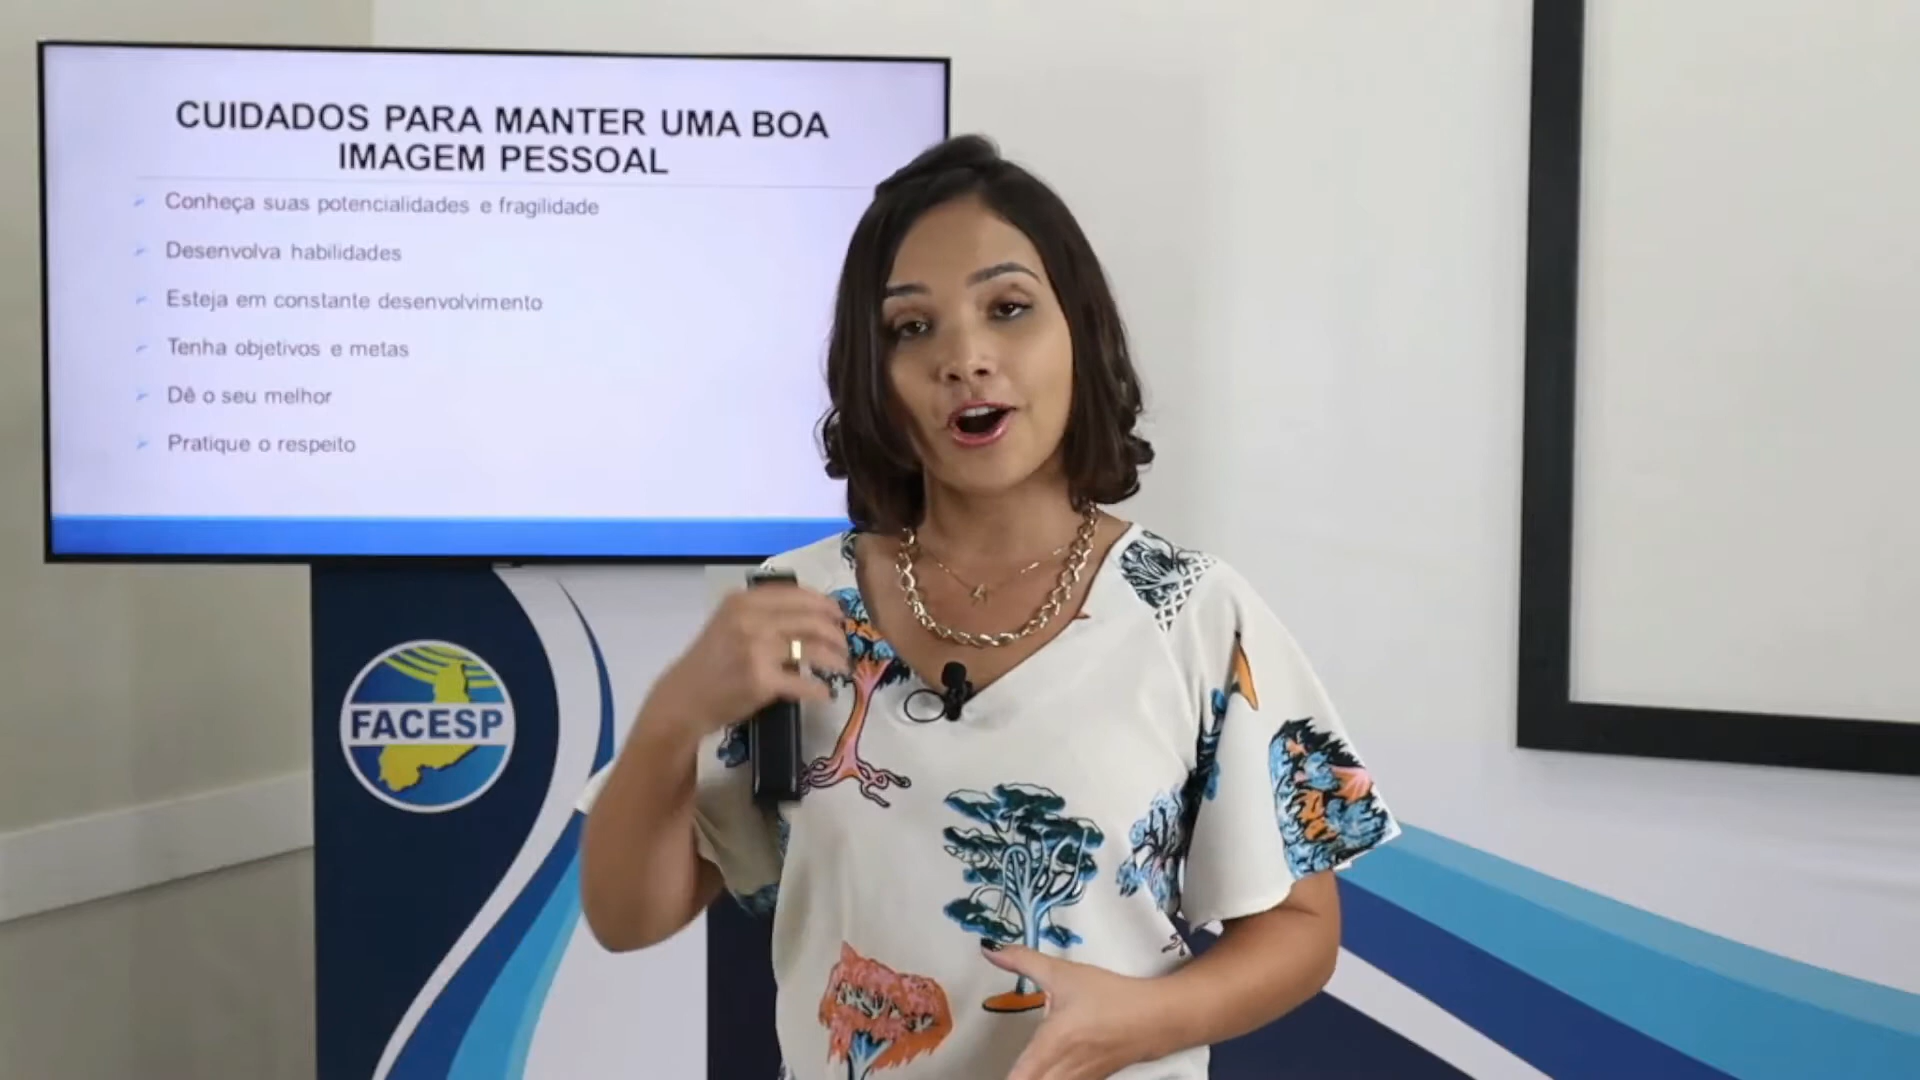 CUIDADOS PARA MANTER UMA BOA
IMAGEM PESSOAL
Conheça suas potencialidades e fragilidade
Desenvolva habilidades
Esteja em constante desenvolvimento
Tenha objetivos e metas
Dê o seu melhor
Pratique o respeito
FACESP